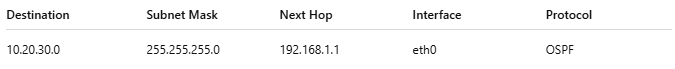 Destination Subnet Mask Next Hop Interface Protocol
10.20.30.0 255.255.255.0 192.168.1.1 eth0 OSPF